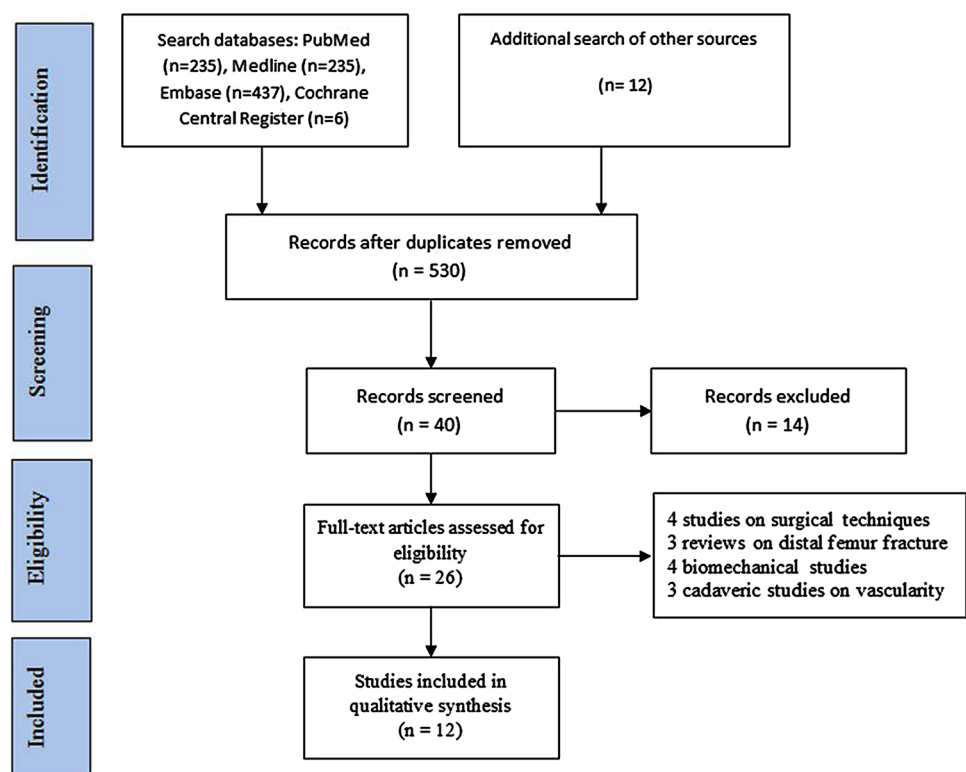 Identification
Search databases: PubMed
(n=235), Medline (n=235),
Embase (n=437), Cochrane
Central Register (n=6)
Additional search of other sources
(n= 12)
Records after duplicates removed
(n = 530)
Screening
Records screened
(n = 40)
Records excluded
(n = 14)
Eligibility
Full-text articles assessed for
eligibility
(n = 26)
4 studies on surgical techniques
3 reviews on distal femur fracture
4 biomechanical studies
3 cadaveric studies on vascularity
Included
Studies included in
qualitative synthesis
(n = 12)